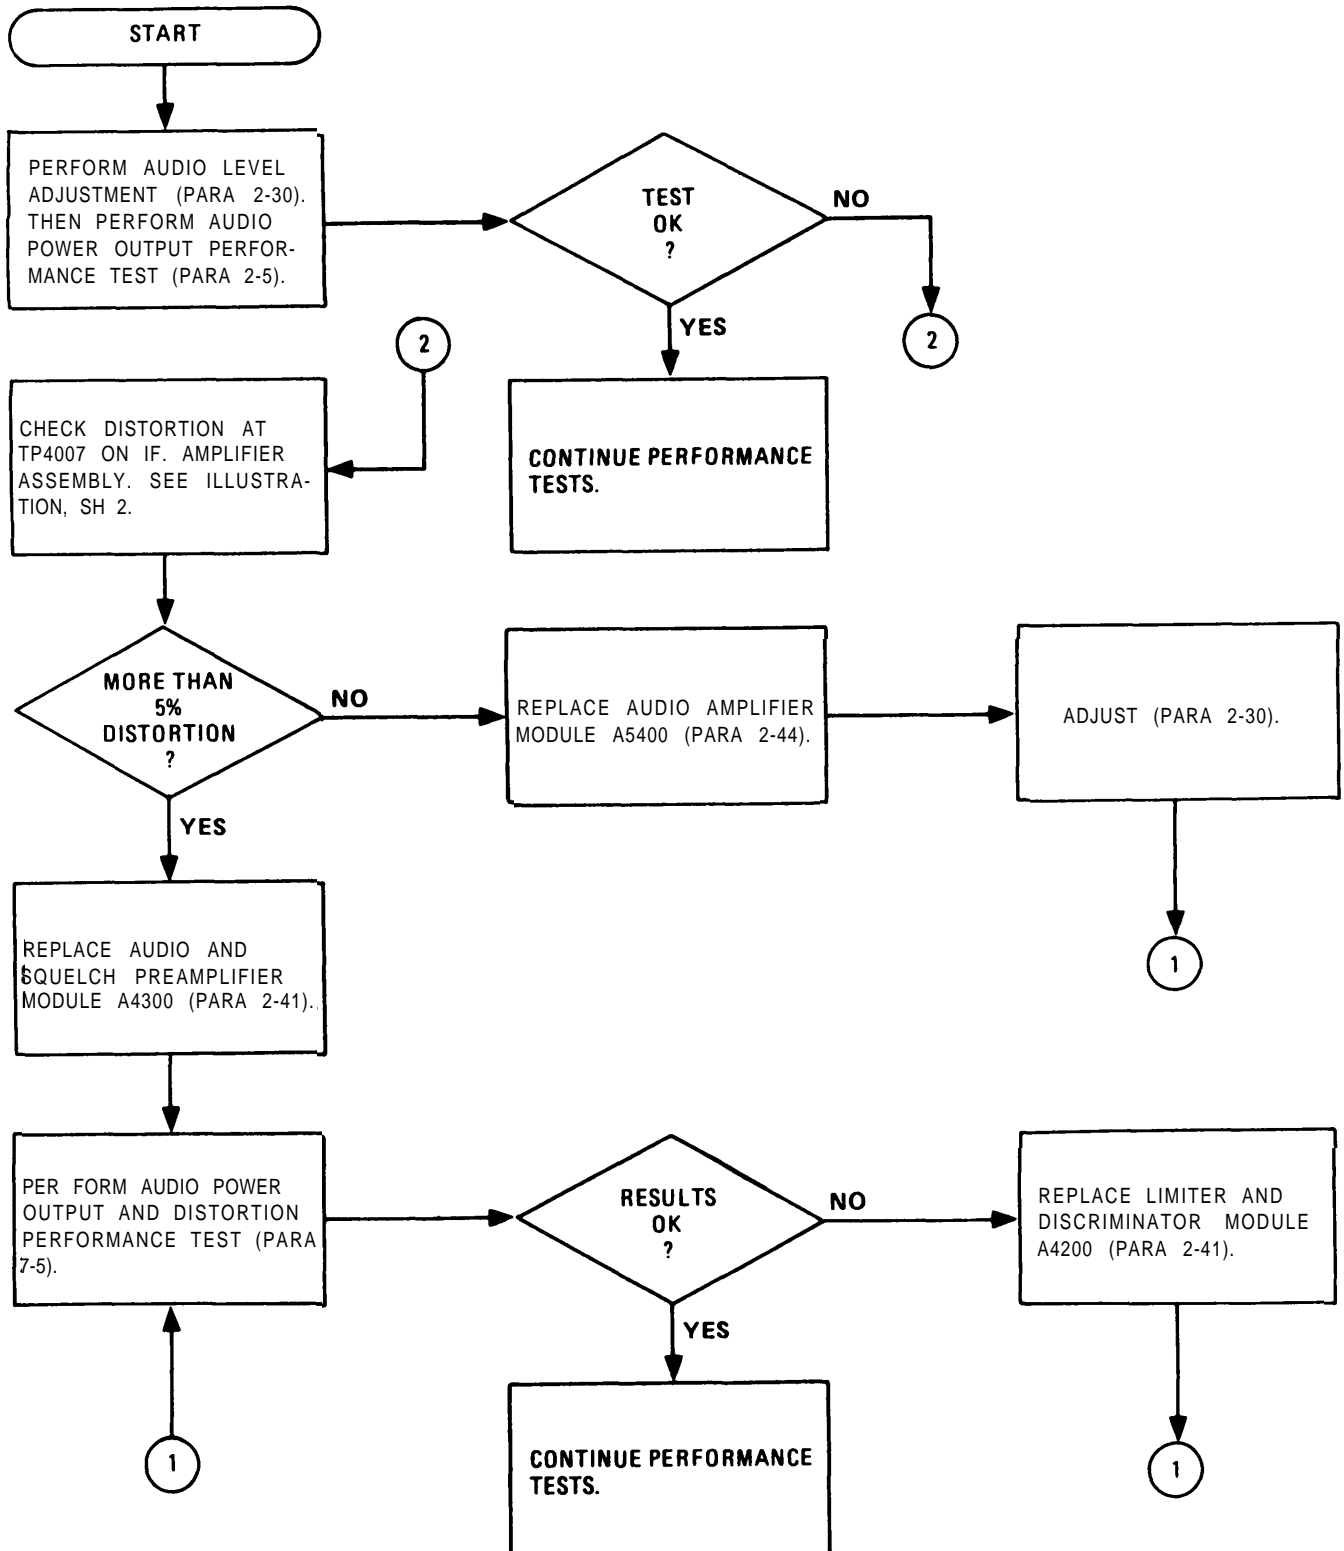 START
PERFORM AUDIO LEVEL
ADJUSTMENT (PARA 2-30).
THEN PERFORM AUDIO
POWER OUTPUT PERFOR-
MANCE TEST (PARA 2-5).
TEST
OK
?
NO
2
YES
CONTINUE PERFORMANCE
TESTS.
2
CHECK DISTORTION AT
TP4007 ON IF. AMPLIFIER
ASSEMBLY. SEE ILLUSTRA-
TION, SH 2.
MORE THAN
5%
DISTORTION
?
NO
REPLACE AUDIO AMPLIFIER
MODULE A5400 (PARA 2-44).
ADJUST (PARA 2-30).
1
YES
REPLACE AUDIO AND
SQUELCH PREAMPLIFIER
MODULE A4300 (PARA 2-41).
PER FORM AUDIO POWER
OUTPUT AND DISTORTION
PERFORMANCE TEST (PARA
7-5).
1
RESULTS
OK
?
NO
REPLACE LIMITER AND
DISCRIMINATOR MODULE
A4200 (PARA 2-41).
1
YES
CONTINUE PERFORMANCE
TESTS.